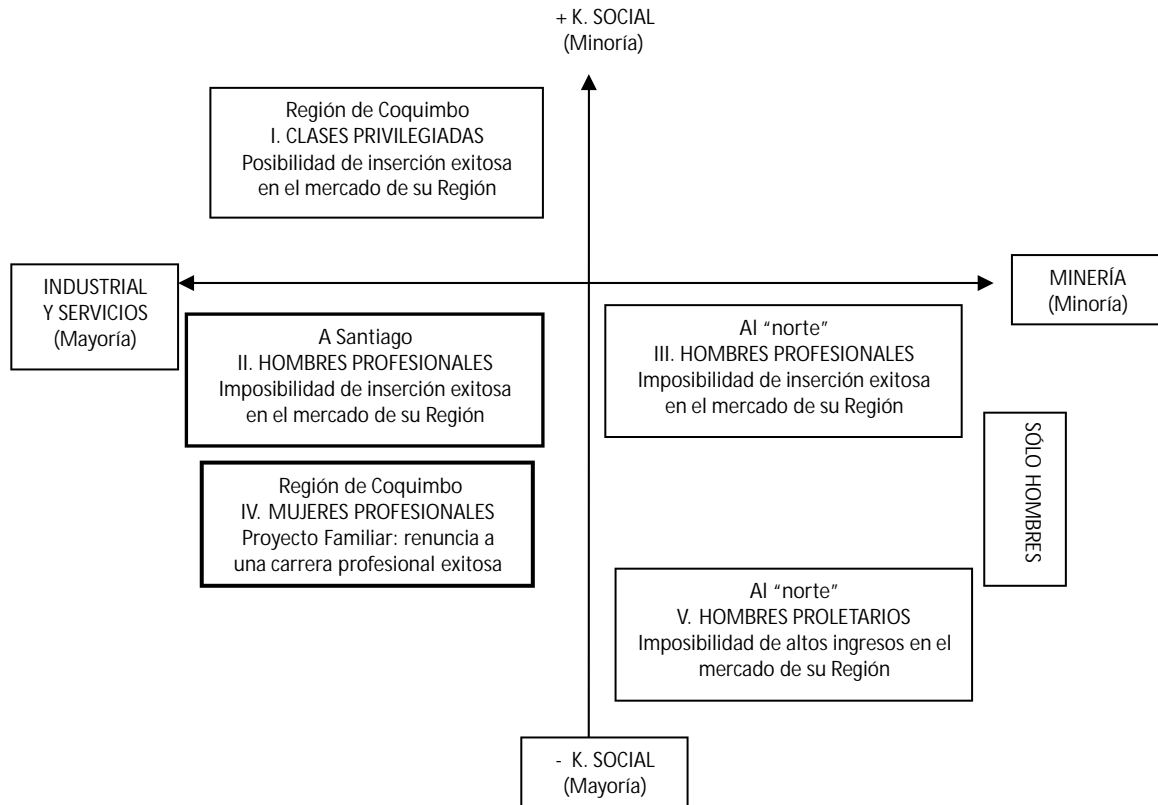 + K. SOCIAL
(Minoría)
Región de Coquimbo
I. CLASES PRIVILEGIADAS
Posibilidad de inserción exitosa
en el mercado de su Región
INDUSTRIAL
Y SERVICIOS
(Mayoría)
MINERÍA
(Minoría)
A Santiago
II. HOMBRES PROFESIONALES
Imposibilidad de inserción exitosa
en el mercado de su Región
Al “norte”
III. HOMBRES PROFESIONALES
Imposibilidad de inserción exitosa
en el mercado de su Región
SÓLO HOMBRES
Región de Coquimbo
IV. MUJERES PROFESIONALES
Proyecto Familiar: renuncia a
una carrera profesional exitosa
Al “norte”
V. HOMBRES PROLETARIOS
Imposibilidad de altos ingresos en el
mercado de su Región
- K. SOCIAL
(Mayoría)